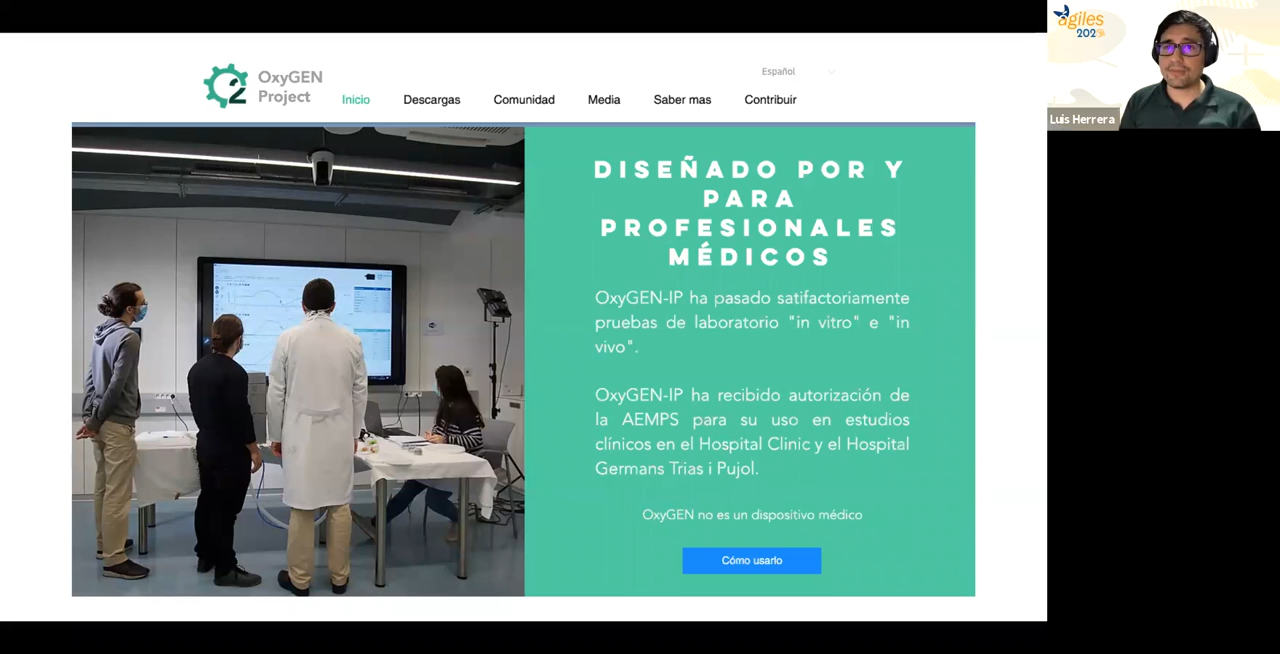 OxyGEN
Project
Español
Inicio
Descargas
Comunidad
Media
Saber mas
Contribuir
DISEÑADO POR Y
PARA
PROFESIONALES
MÉDICOS
OxyGEN-IP ha pasado satisfactoriamente
pruebas de laboratorio "in vitro" e "in
vivo".
OxyGEN-IP ha recibido autorización de
la AEMPS para su uso en estudios
clínicos en el Hospital Clinic y el Hospital
Germans Trias i Pujol.
OxyGEN no es un dispositivo médico
Cómo usarlo
agiles
202
Luis Herrera